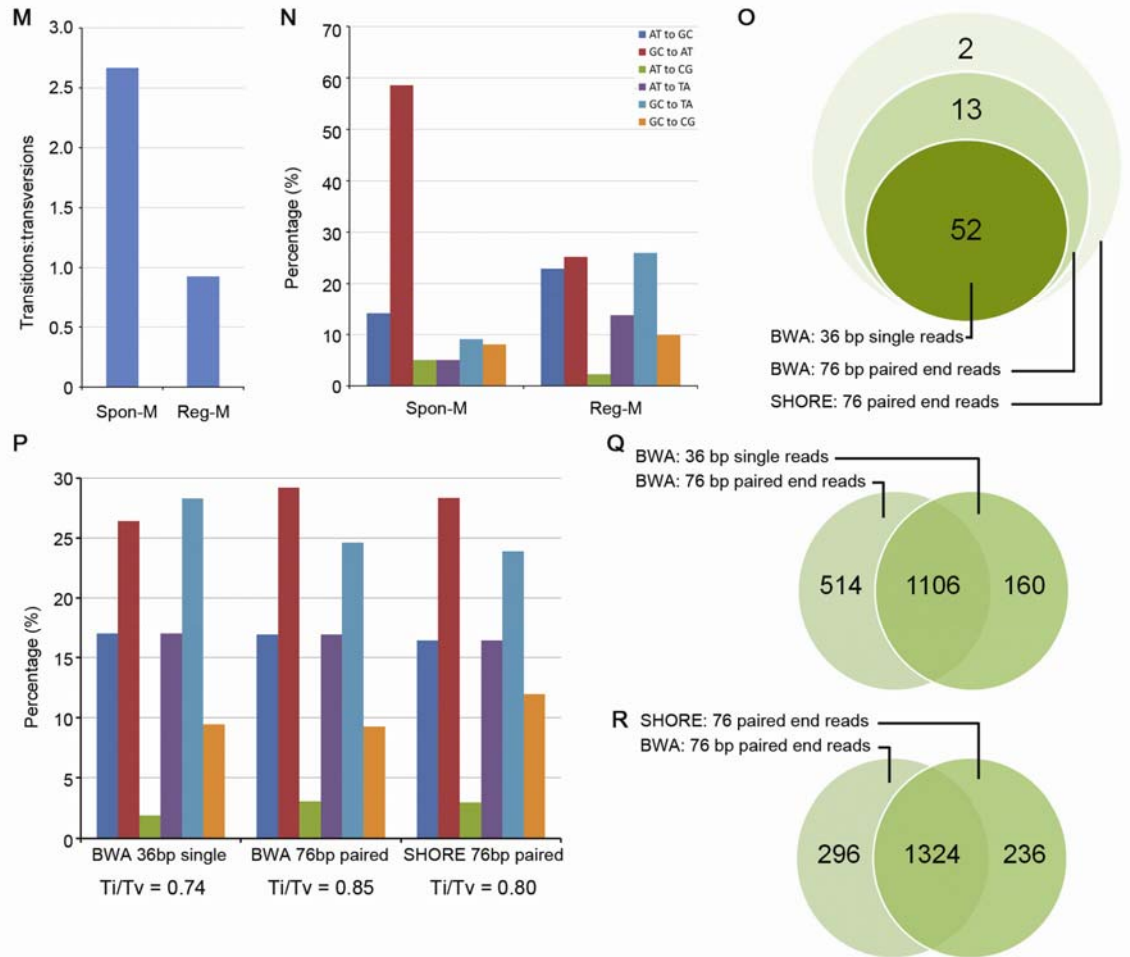 M
3.0
2.5
2.0
1.5
1.0
0.5
0
Transitions:transversions
Spon-M Reg-M
N
70
60
50
40
30
20
10
0
Percentage (%)
AT to GC
GC to AT
AT to CG
AT to TA
GC to TA
GC to CG
Spon-M Reg-M
O
2
13
52
BWA: 36 bp single reads
BWA: 76 bp paired end reads
SHORE: 76 paired end reads
P
30
25
20
15
10
5
0
Percentage (%)
BWA 36bp single BWA 76bp paired SHORE 76bp paired
Ti/Tv = 0.74 Ti/Tv = 0.85 Ti/Tv = 0.80
Q
BWA: 36 bp single reads
BWA: 76 bp paired end reads
514 1106 160
R SHORE: 76 paired end reads
BWA: 76 bp paired end reads
296 1324 236